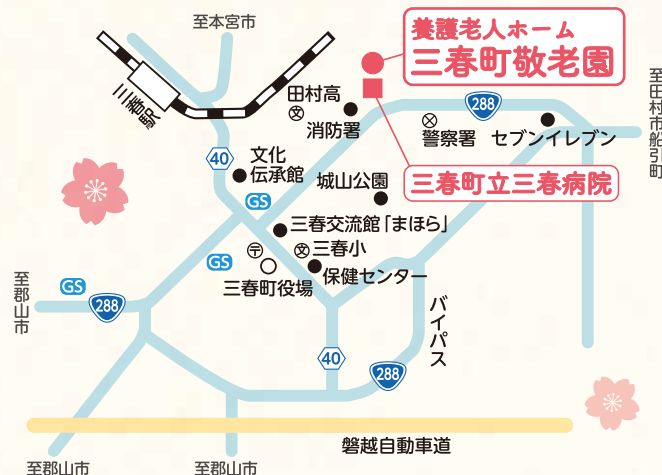 至本宮市
養護老人ホーム
三春町敬老園
三春駅
田村高
文
消防署
288
警察署
セブンイレブン
至田村市船引町
40
文化
伝承館
城山公園
三春町立三春病院
GS
三春交流館「まほら」
〒
文
三春小
GS
三春町役場
保健センター
至郡山市
GS
288
バイパス
40
288
磐越自動車道
至郡山市
至郡山市